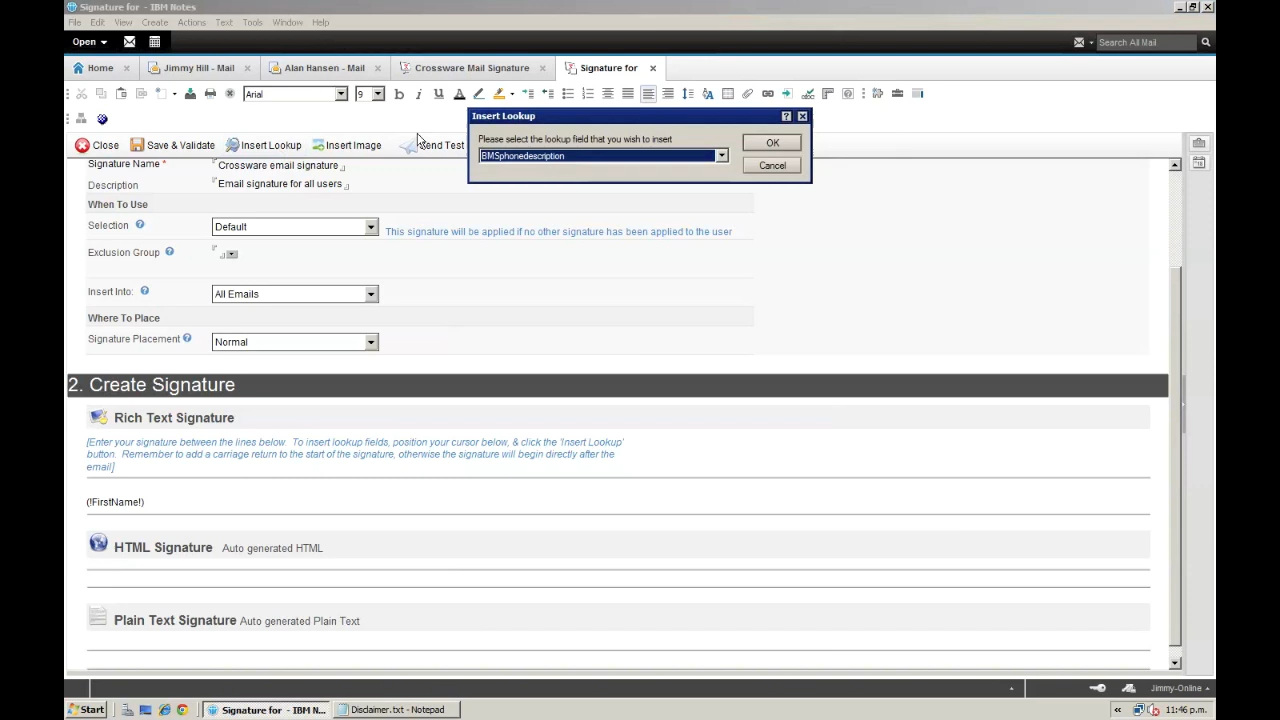 Signature for - IBM Notes
File Edit View Create Actions Text Tools Window Help
Open Search All Mail
Home Jimmy Hill - Mail Alan Hansen - Mail Crossware Mail Signature Signature for
Arial 9 b i U
Insert Lookup
Please select the lookup field that you wish to insert
BMSphonedescription
OK
Cancel
Close Save & Validate Insert Lookup Insert Image Send Test
Signature Name * Crossware email signature
Description Email signature for all users
When To Use
Selection Default This signature will be applied if no other signature has been applied to the user
Exclusion Group
Insert Into: All Emails
Where To Place
Signature Placement Normal
2. Create Signature
Rich Text Signature
[Enter your signature between the lines below. To insert lookup fields, position your cursor below, & click the 'Insert Lookup'
button. Remember to add a carriage return to the start of the signature, otherwise the signature will begin directly after the
email]
(!FirstName!)
HTML Signature Auto generated HTML
Plain Text Signature Auto generated Plain Text
Jimmy-Online
Start Signature for - IBM N... Disclaimer.txt - Notepad « 11:46 p.m.